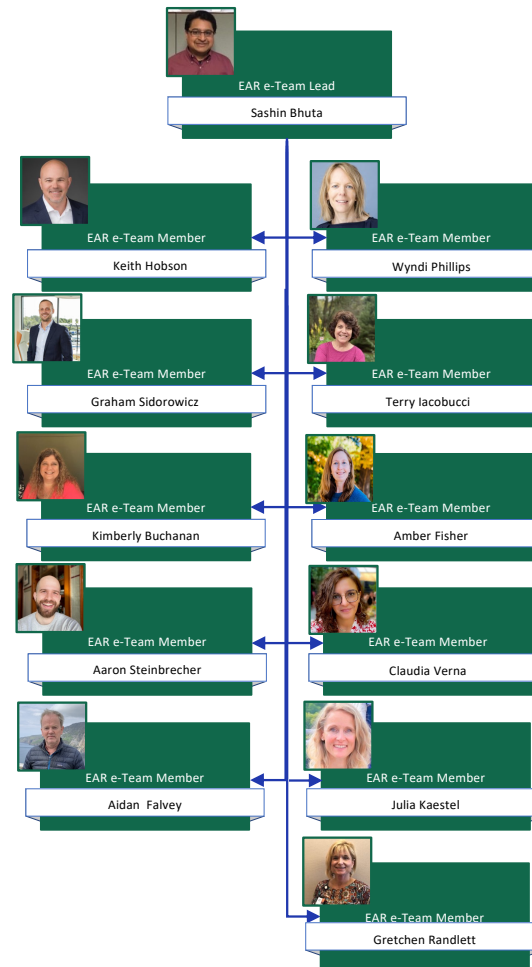 EAR e-Team Lead
Sashin Bhuta
EAR e-Team Member
Keith Hobson
EAR e-Team Member
Wyndi Phillips
EAR e-Team Member
Graham Sidorowicz
EAR e-Team Member
Terry Iacobucci
EAR e-Team Member
Kimberly Buchanan
EAR e-Team Member
Amber Fisher
EAR e-Team Member
Aaron Steinbrecher
EAR e-Team Member
Claudia Verna
EAR e-Team Member
Aidan  Falvey
EAR e-Team Member
Julia Kaestel
EAR e-Team Member
Gretchen Randlett